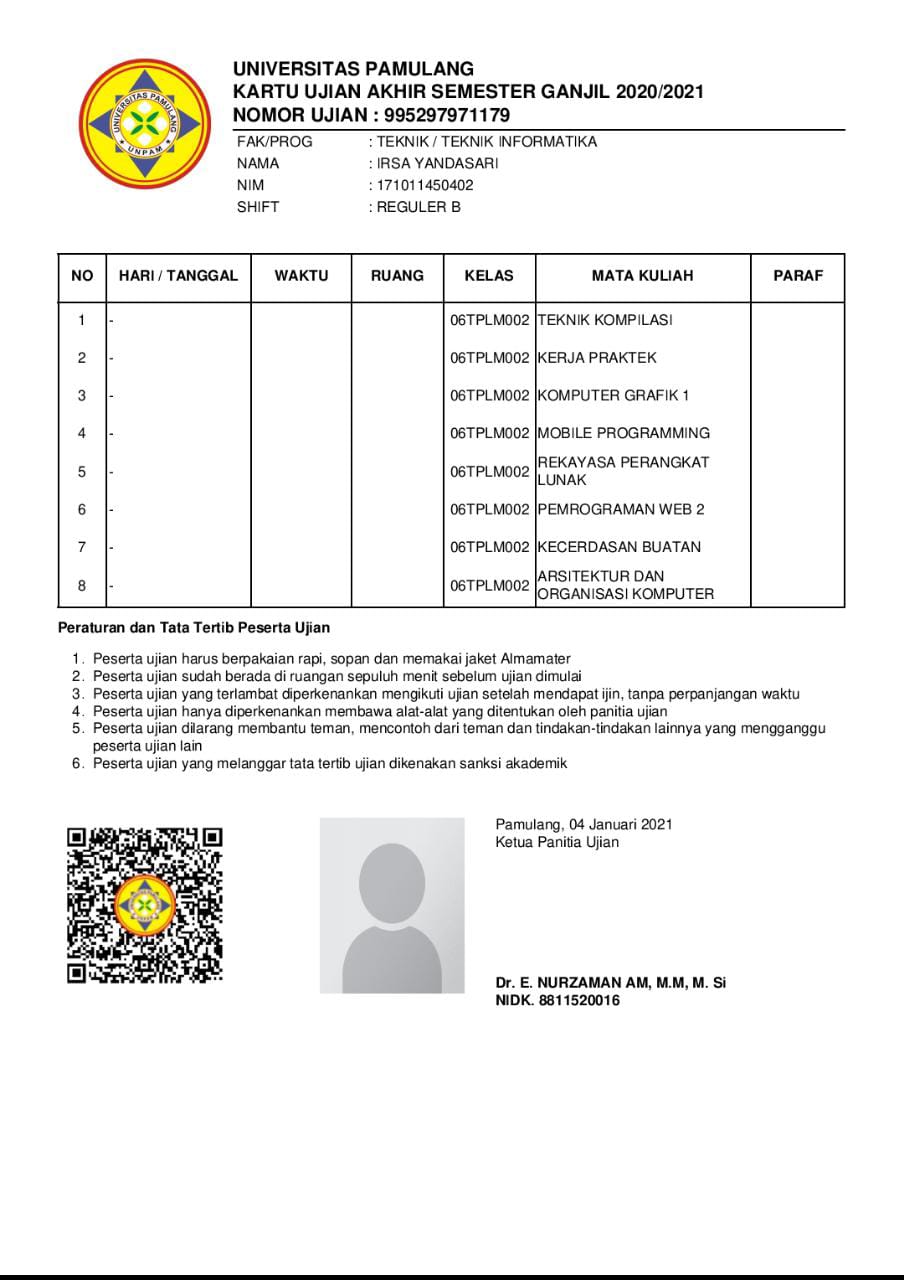 UNIVERSITAS PAMULANG
UNPAM
UNIVERSITAS PAMULANG
KARTU UJIAN AKHIR SEMESTER GANJIL 2020/2021
NOMOR UJIAN : 995297971179
FAK/PROG : TEKNIK / TEKNIK INFORMATIKA
NAMA : IRSA YANDASARI
NIM : 171011450402
SHIFT : REGULER B
NO HARI / TANGGAL WAKTU RUANG KELAS MATA KULIAH PARAF
1 - 06TPLM002 TEKNIK KOMPILASI
2 - 06TPLM002 KERJA PRAKTEK
3 - 06TPLM002 KOMPUTER GRAFIK 1
4 - 06TPLM002 MOBILE PROGRAMMING
5 - 06TPLM002 REKAYASA PERANGKAT
LUNAK
6 - 06TPLM002 PEMROGRAMAN WEB 2
7 - 06TPLM002 KECERDASAN BUATAN
8 - 06TPLM002 ARSITEKTUR DAN
ORGANISASI KOMPUTER
Peraturan dan Tata Tertib Peserta Ujian
1. Peserta ujian harus berpakaian rapi, sopan dan memakai jaket Almamater
2. Peserta ujian sudah berada di ruangan sepuluh menit sebelum ujian dimulai
3. Peserta ujian yang terlambat diperkenankan mengikuti ujian setelah mendapat ijin, tanpa perpanjangan waktu
4. Peserta ujian hanya diperkenankan membawa alat-alat yang ditentukan oleh panitia ujian
5. Peserta ujian dilarang membantu teman, mencontoh dari teman dan tindakan-tindakan lainnya yang mengganggu
peserta ujian lain
6. Peserta ujian yang melanggar tata tertib ujian dikenakan sanksi akademik
Pamulang, 04 Januari 2021
Ketua Panitia Ujian
Dr. E. NURZAMAN AM, M.M, M. Si
NIDK. 8811520016